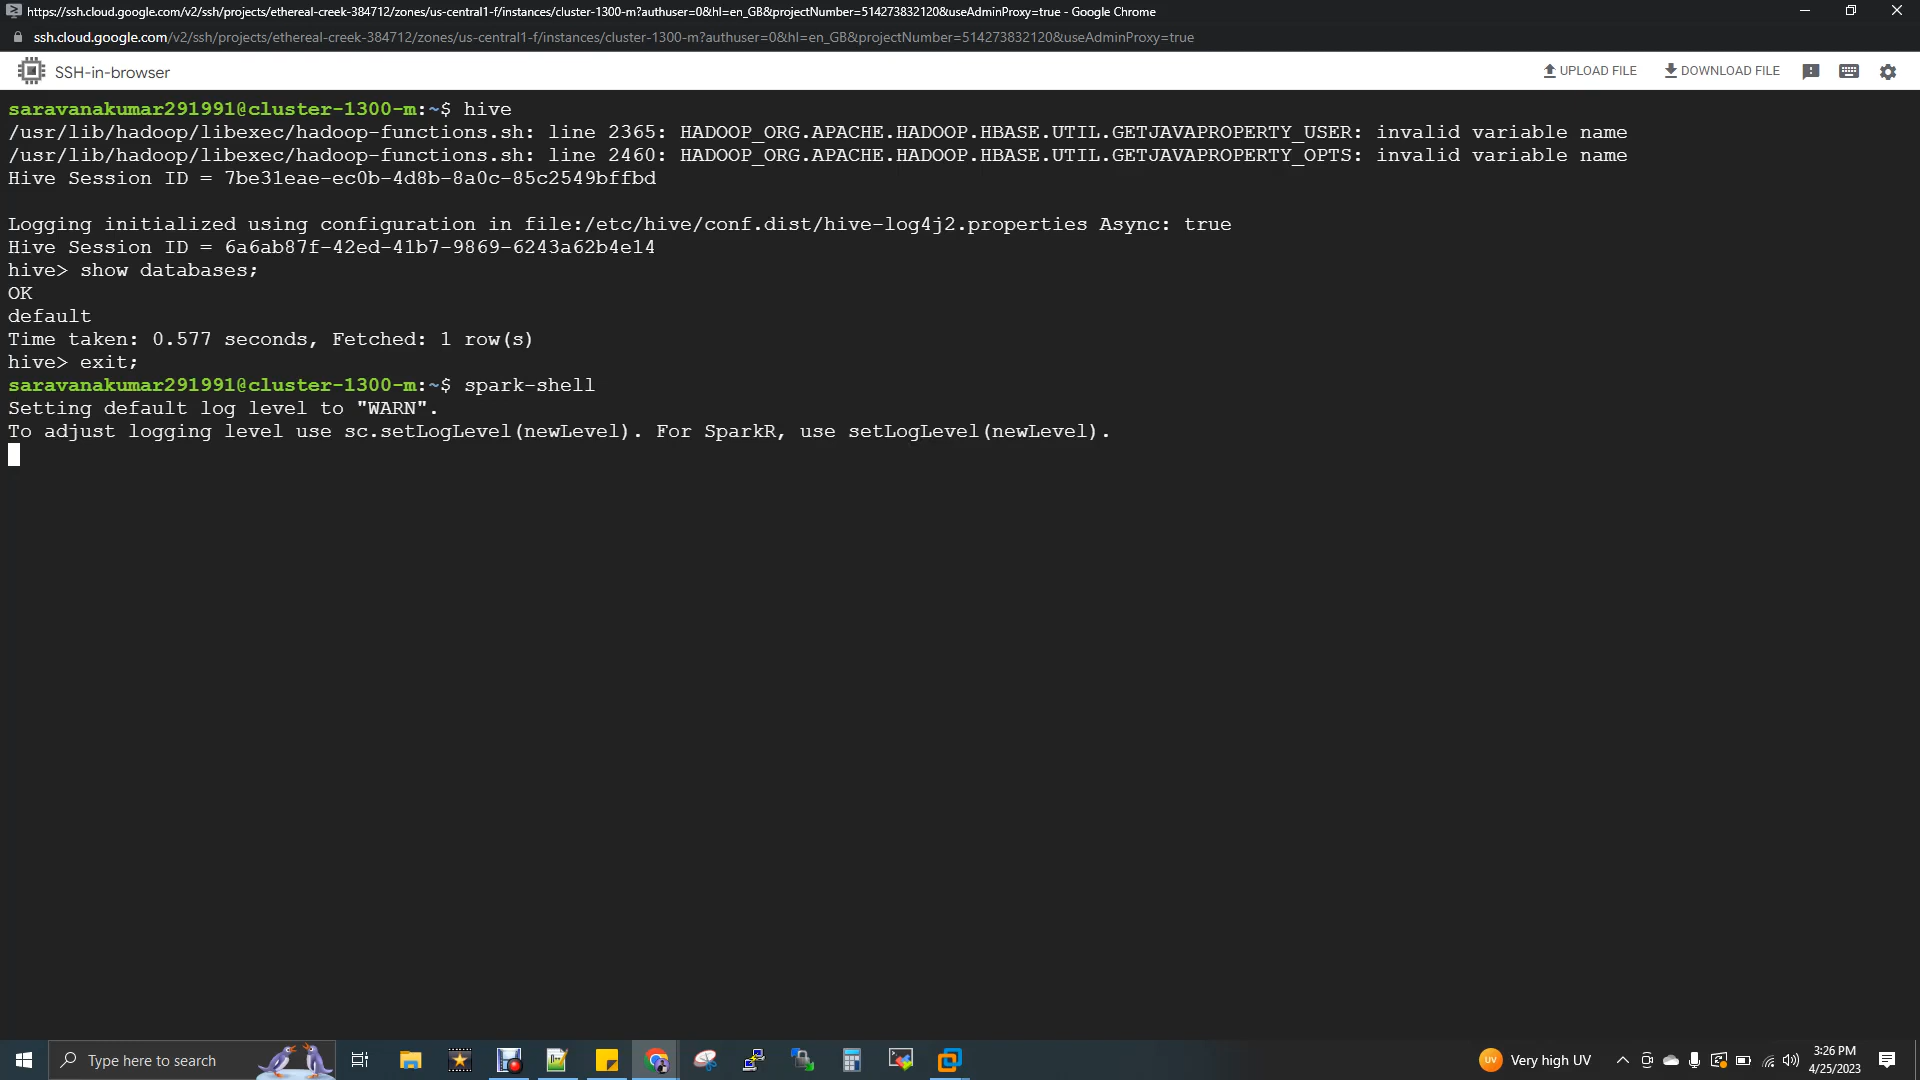 https://ssh.cloud.google.com/v2/ssh/projects/ethereal-creek-384712/zones/us-central1-f/instances/cluster-1300-m?authuser=0&hl=en_GB&projectNumber=514273832120&useAdminProxy=true - Google Chrome
ssh.cloud.google.com/v2/ssh/projects/ethereal-creek-384712/zones/us-central1-f/instances/cluster-1300-m?authuser=0&hl=en_GB&projectNumber=514273832120&useAdminProxy=true
SSH-in-browser UPLOAD FILE DOWNLOAD FILE
saravanakumar291991@cluster-1300-m:~$ hive
/usr/lib/hadoop/libexec/hadoop-functions.sh: line 2365: HADOOP_ORG.APACHE.HADOOP.HBASE.UTIL.GETJAVAPROPERTY_USER: invalid variable name
/usr/lib/hadoop/libexec/hadoop-functions.sh: line 2460: HADOOP_ORG.APACHE.HADOOP.HBASE.UTIL.GETJAVAPROPERTY_OPTS: invalid variable name
Hive Session ID = 7be31eae-ec0b-4d8b-8a0c-85c2549bffbd
Logging initialized using configuration in file:/etc/hive/conf.dist/hive-log4j2.properties Async: true
Hive Session ID = 6a6ab87f-42ed-41b7-9869-6243a62b4e14
hive> show databases;
OK
default
Time taken: 0.577 seconds, Fetched: 1 row(s)
hive> exit;
saravanakumar291991@cluster-1300-m:~$ spark-shell
Setting default log level to "WARN".
To adjust logging level use sc.setLogLevel(newLevel). For SparkR, use setLogLevel(newLevel).
Type here to search
UV Very high UV
3:26 PM
4/25/2023